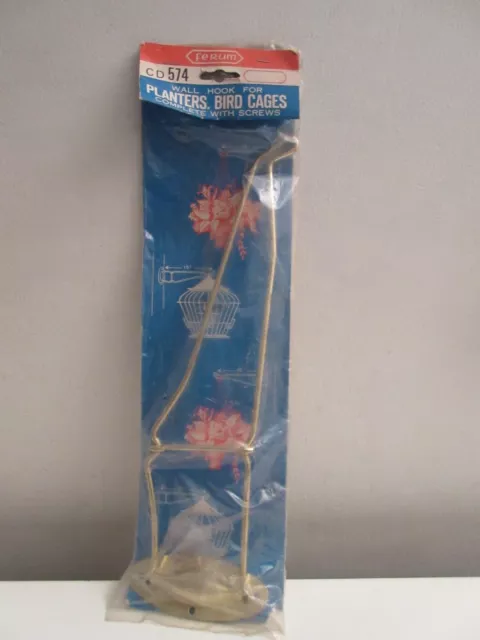 Ferum
CD 574
WALL HOOK FOR
PLANTERS, BIRD CAGES
COMPLETE WITH SCREWS